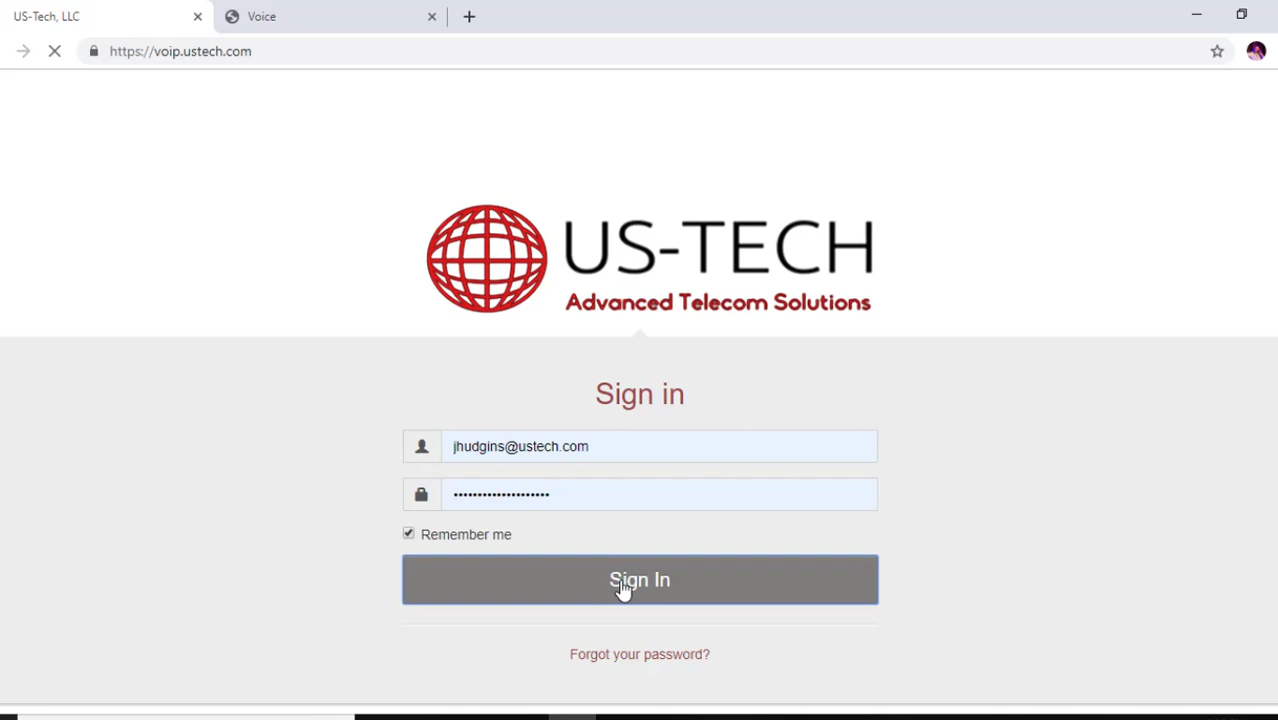 US-Tech, LLC
Voice
https://voip.ustech.com
US-TECH
Advanced Telecom Solutions
Sign in
jhudgins@ustech.com
••••••••••••••••••••
Remember me
Sign In
Forgot your password?